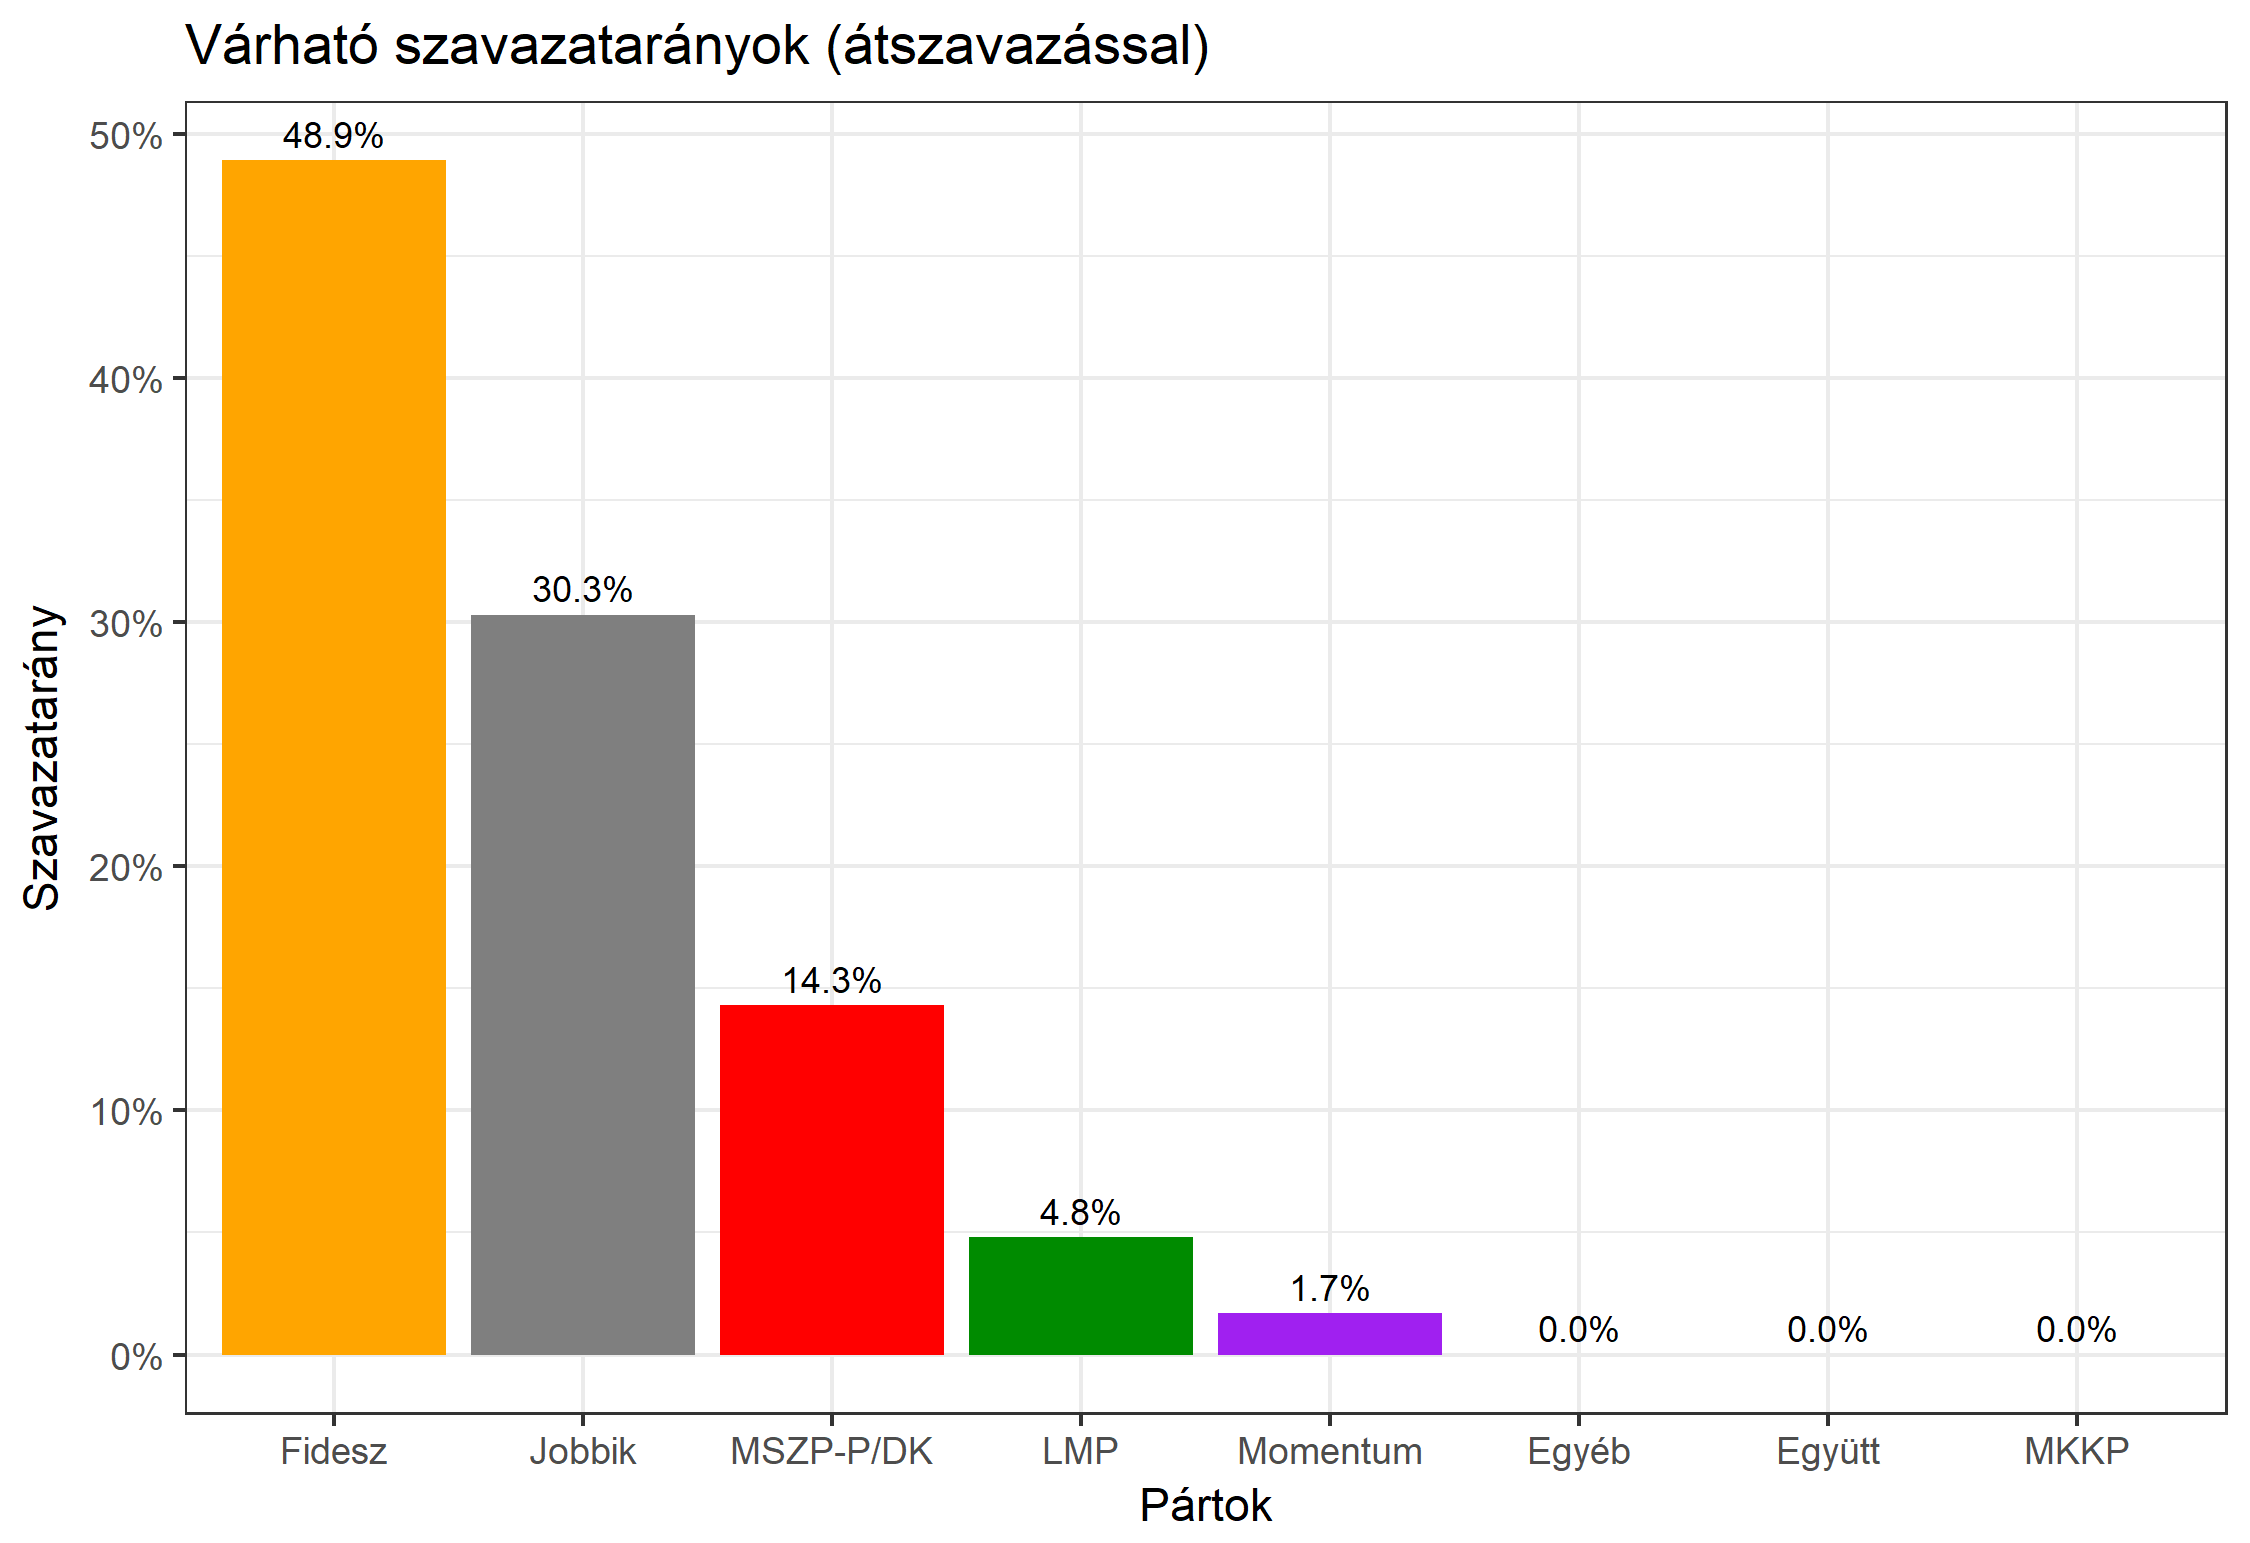 Várható szavazatarányok (átszavazással)
Szavazatarány
50%
40%
30%
20%
10%
0%
48.9%
30.3%
14.3%
4.8%
1.7%
0.0%
0.0%
0.0%
Fidesz
Jobbik
MSZP-P/DK
LMP
Momentum
Egyéb
Együtt
MKKP
Pártok